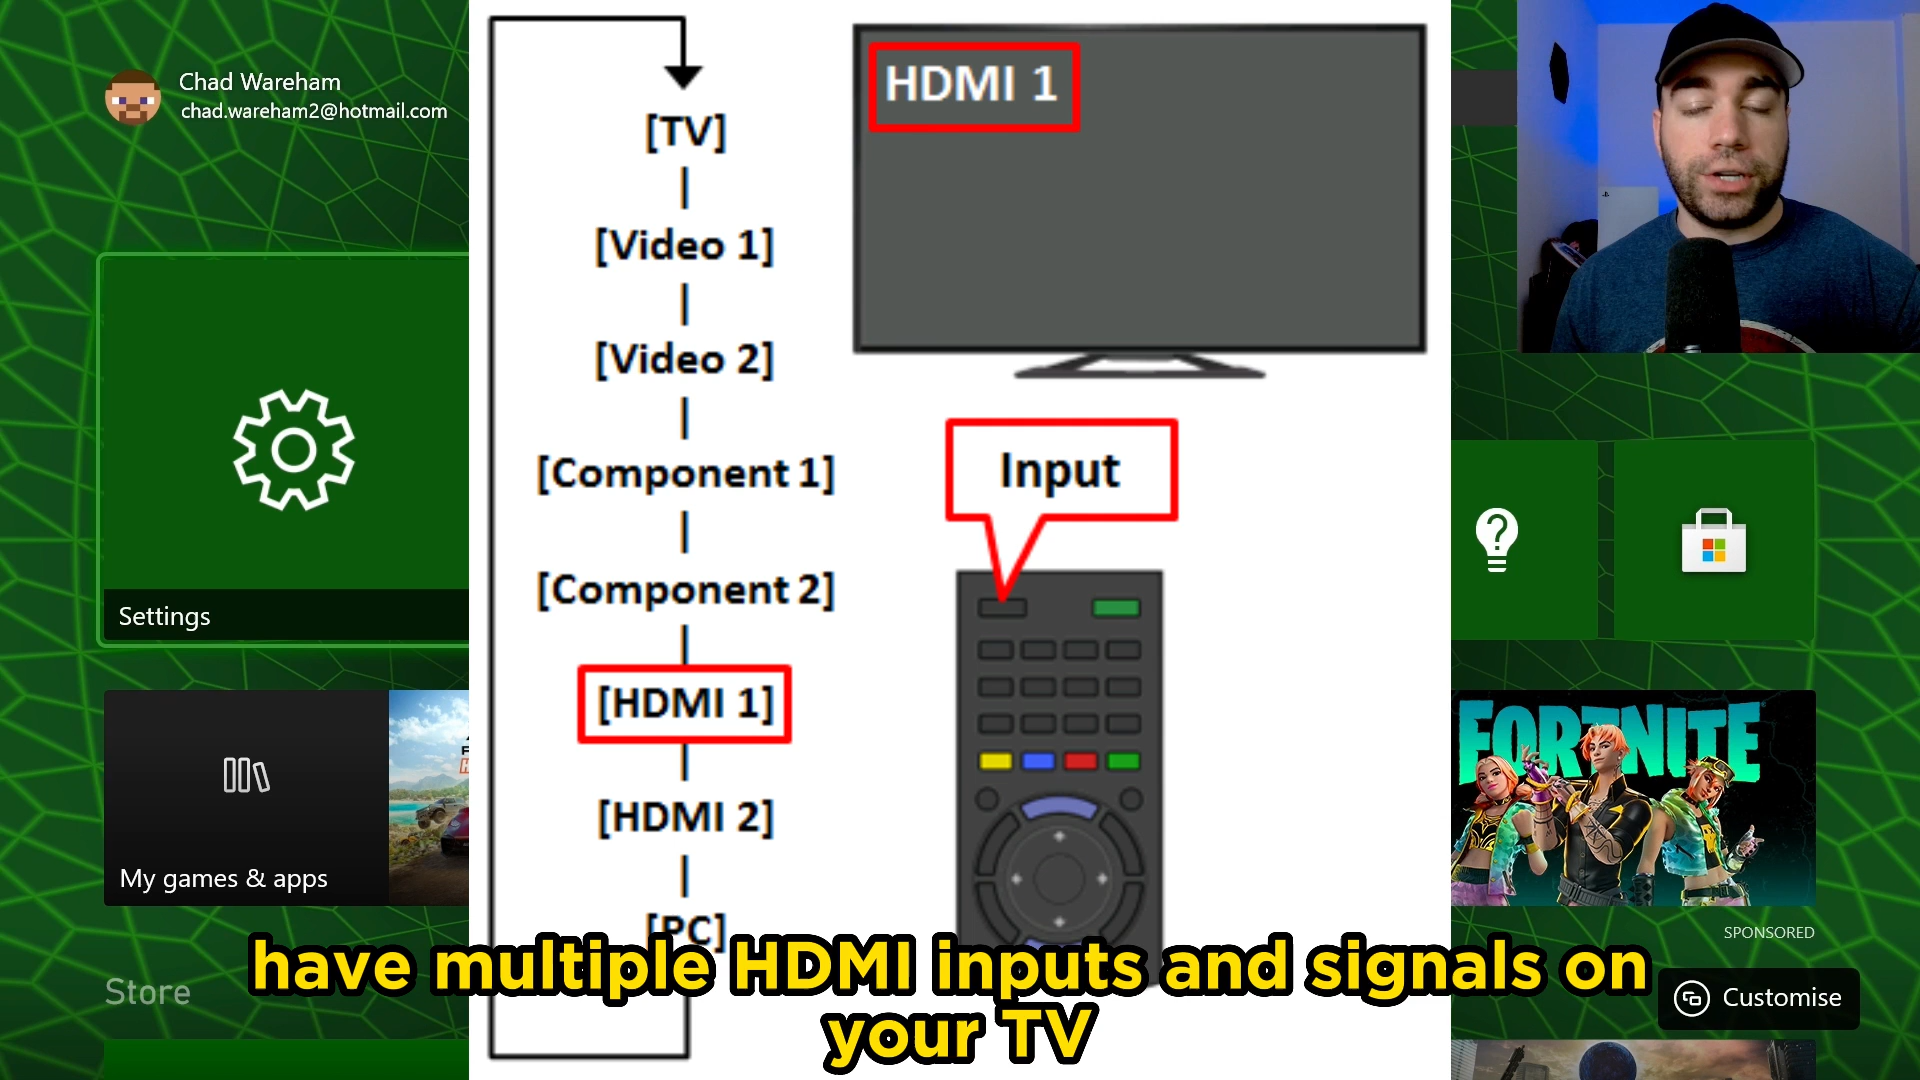 Chad Wareham
chad.wareham2@hotmail.com
Settings
My games & apps
Store
[TV]
[Video 1]
[Video 2]
[Component 1]
[Component 2]
[HDMI 1]
[HDMI 2]
[PC]
HDMI 1
Input
FORTNITE
SPONSORED
Customise
have multiple HDMI inputs and signals on
your TV